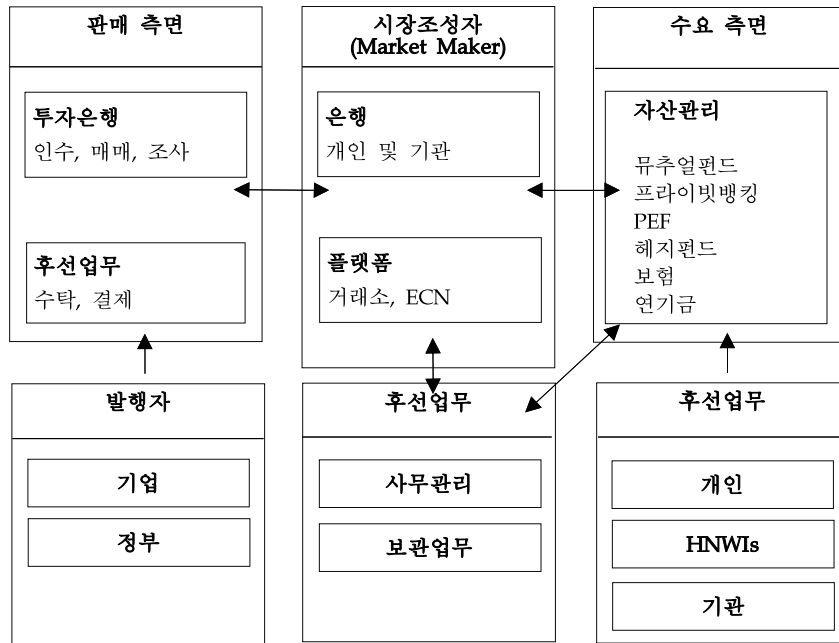 판매 측면
투자은행
인수, 매매, 조사
후선업무
수탁, 결제
시장조성자
(Market Maker)
은행
개인 및 기관
플랫폼
거래소, ECN
수요 측면
자산관리
뮤추얼펀드
프라이빗뱅킹
PEF
헤지펀드
보험
연기금
발행자
기업
정부
후선업무
사무관리
보관업무
후선업무
개인
HNWIs
기관